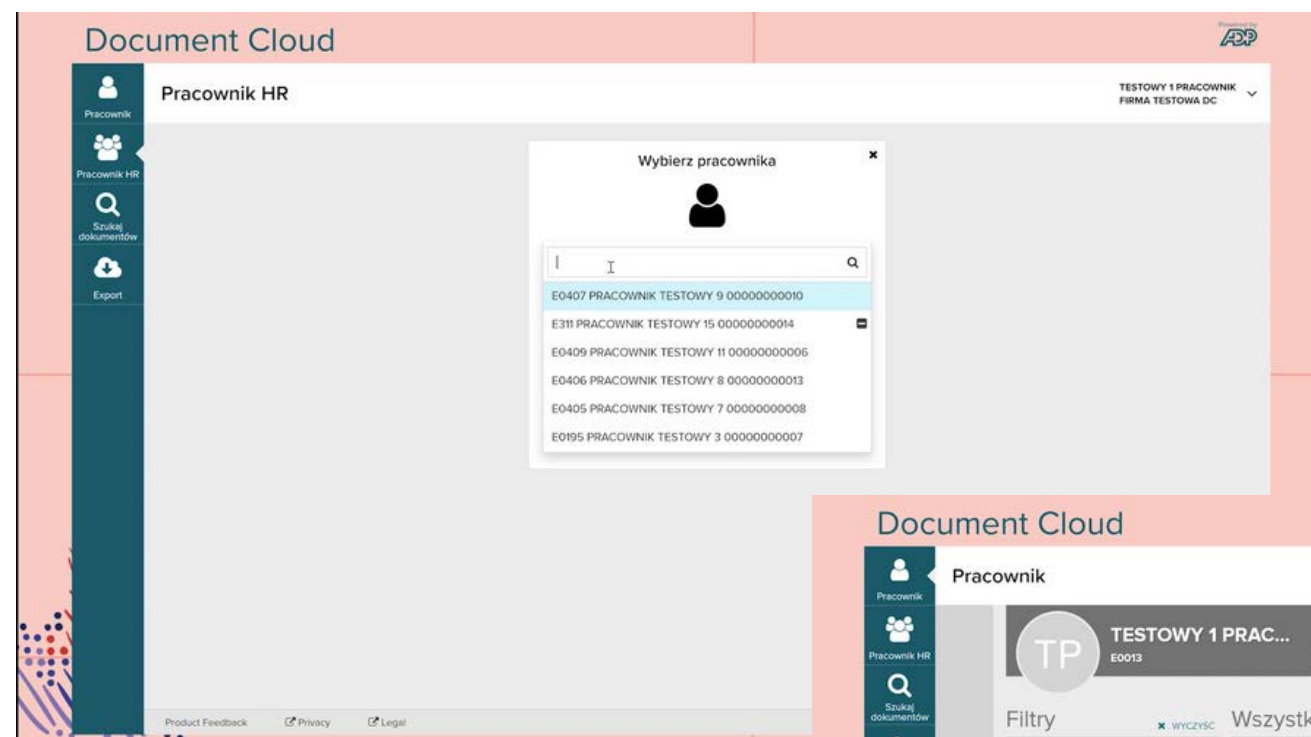 Document Cloud
Powered by
ADP
Pracownik
Pracownik HR
Szukaj
dokumentów
Export
Pracownik HR
TESTOWY 1 PRACOWNIK
FIRMA TESTOWA DC
Wybierz pracownika
E0407 PRACOWNIK TESTOWY 9 00000000010
E311 PRACOWNIK TESTOWY 15 00000000014
E0409 PRACOWNIK TESTOWY 11 00000000006
E0406 PRACOWNIK TESTOWY 8 00000000013
E0405 PRACOWNIK TESTOWY 7 00000000008
E0195 PRACOWNIK TESTOWY 3 00000000007
Product Feedback
Privacy
Legal
Document Cloud
Pracownik
Pracownik HR
Szukaj
dokumentów
Pracownik
TP
TESTOWY 1 PRAC...
E0013
Filtry
WYCZYŚĆ
Wszystk